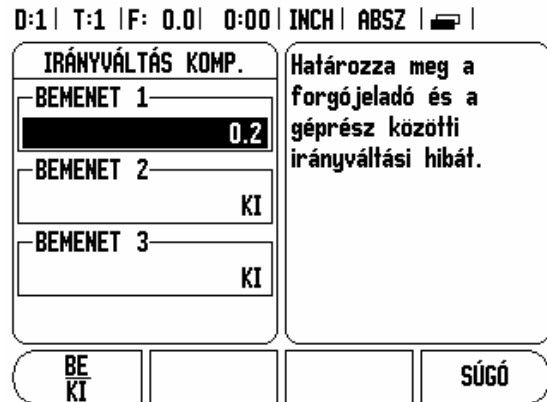 D:1 | T:1 | F: 0.0 | 0:00 | INCH | ABSZ |
IRÁNYVÁLTÁS KOMP.
BEMENET 1
0.2
BEMENET 2
KI
BEMENET 3
KI
Határozza meg a
forgójeladó és a
géprész közötti
irányváltási hibát.
BE
KI
SÚGÓ